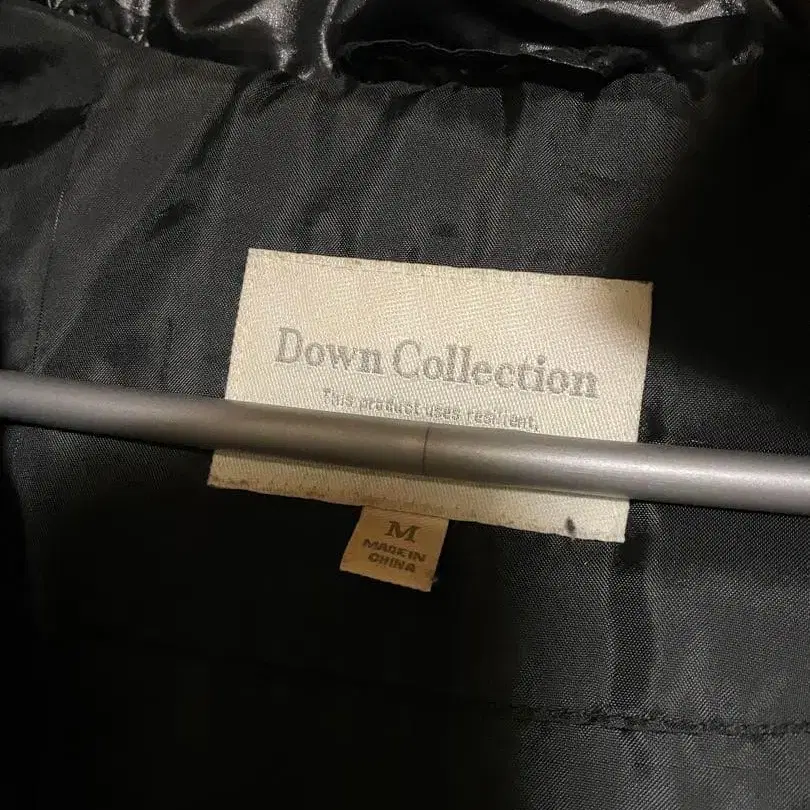 Down Collection
This product uses resilient,
M
MADE IN
CHINA